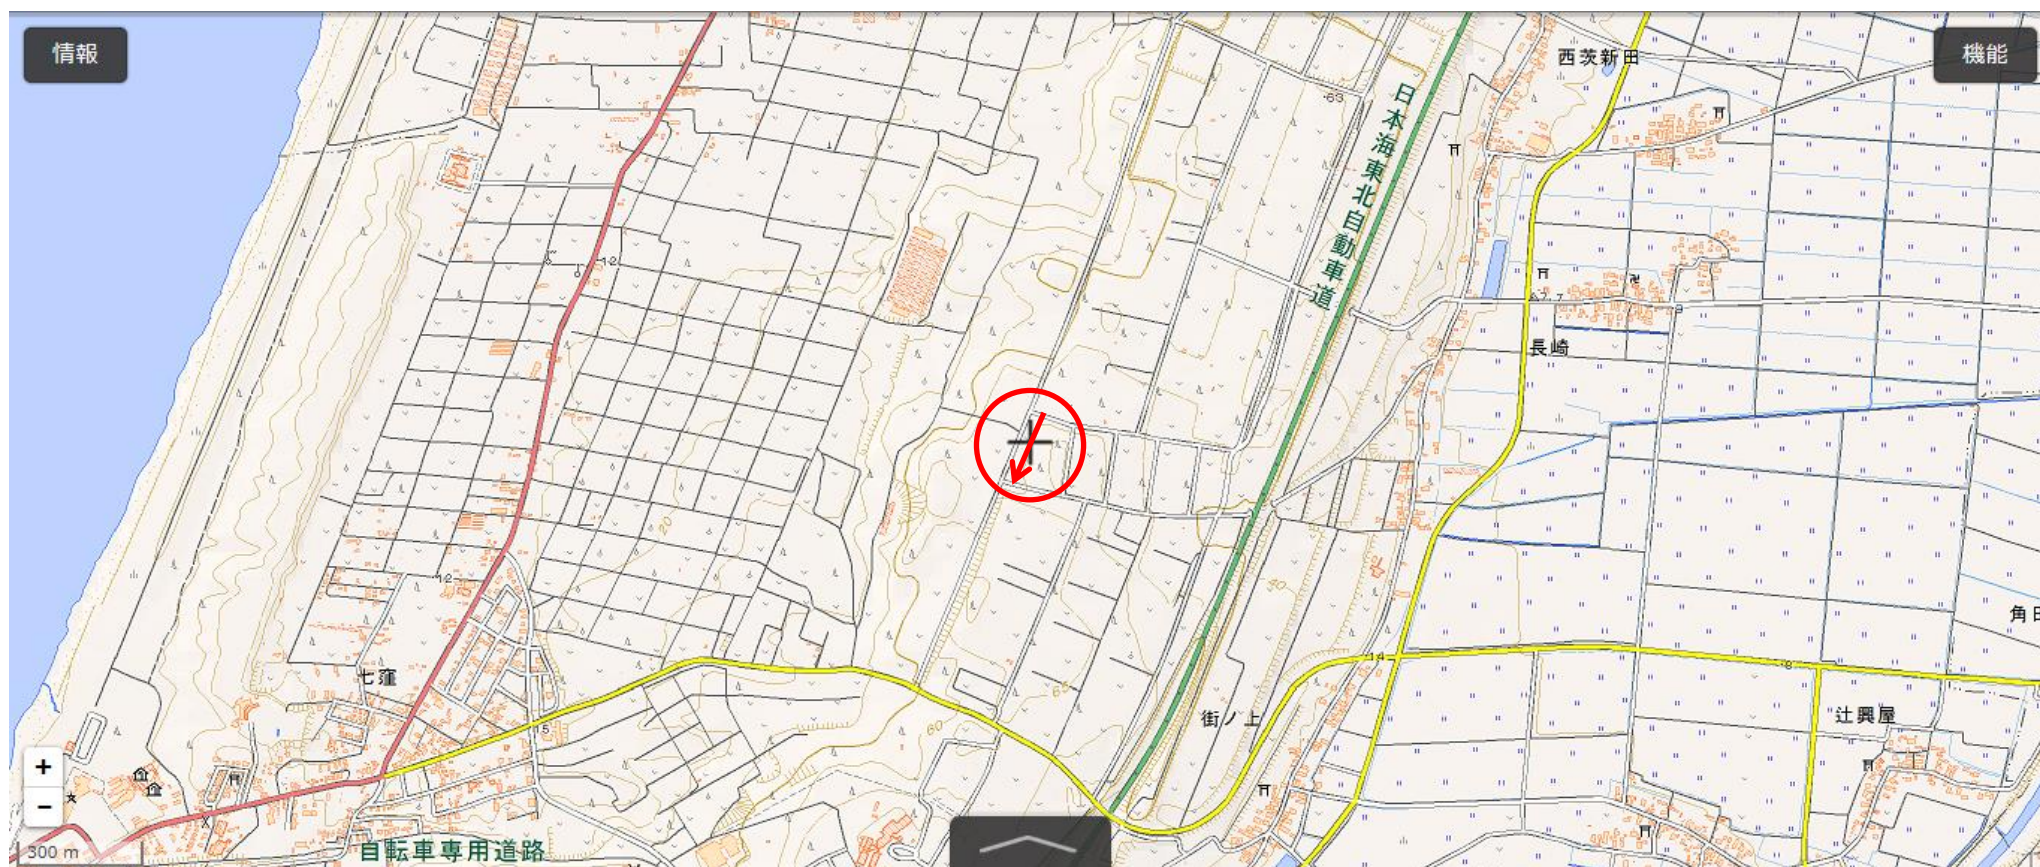 情報
機能
西茨新田
63
日本海東北自動車道
12
長崎
20
12
40
14
8
角田
七窪
65
街ノ上
辻興屋
15
60
+
−
300 m
自転車専用道路